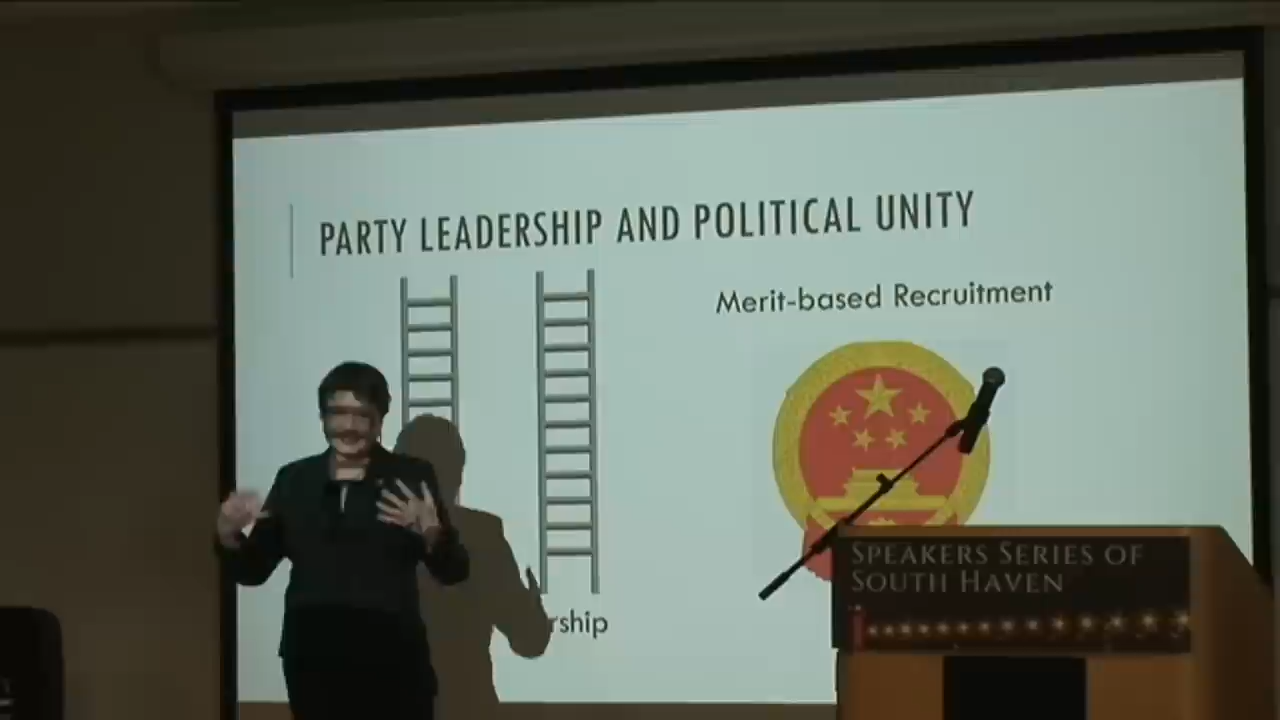 PARTY LEADERSHIP AND POLITICAL UNITY
Merit-based Recruitment
rship
SPEAKERS SERIES OF
SOUTH HAVEN